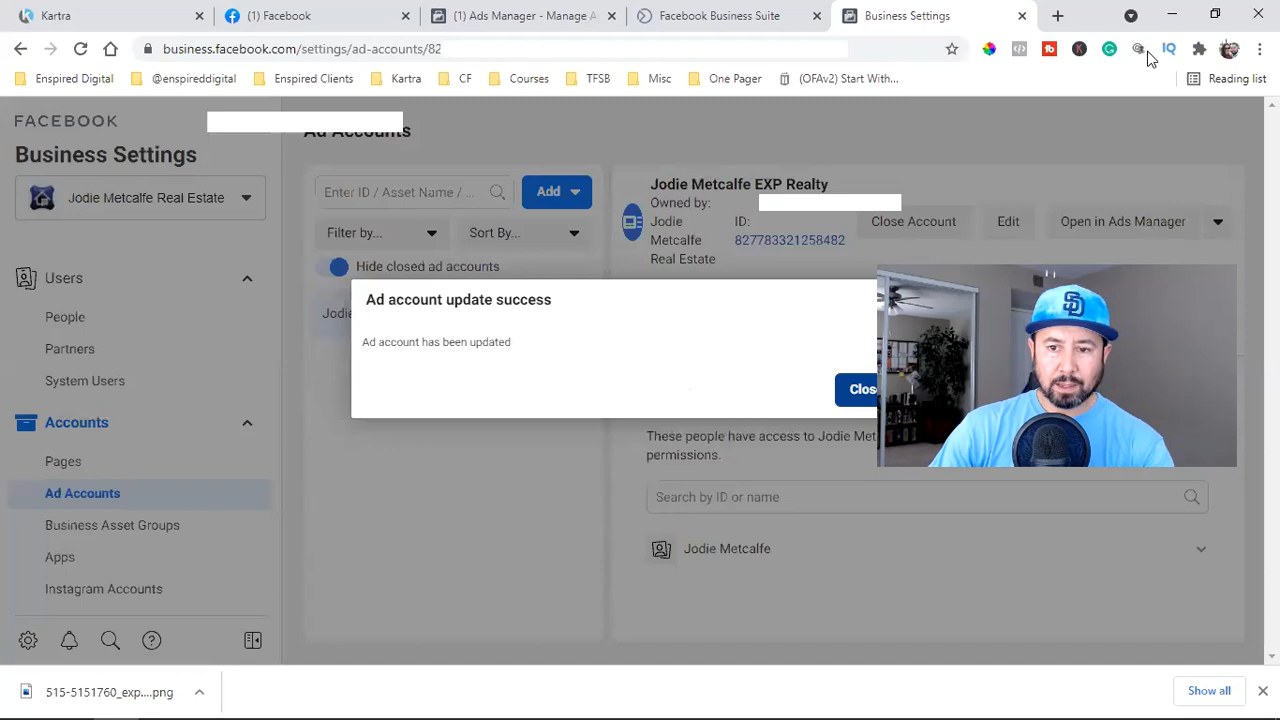 Kartra
(1) Facebook
(1) Ads Manager - Manage A
Facebook Business Suite
Business Settings
business.facebook.com/settings/ad-accounts/82
Enspired Digital
@enspireddigital
Enspired Clients
Kartra
CF
Courses
TFSB
Misc
One Pager
(OFAv2) Start With...
Reading list
FACEBOOK
Business Settings
Jodie Metcalfe Real Estate
Users
People
Partners
System Users
Accounts
Pages
Ad Accounts
Business Asset Groups
Apps
Instagram Accounts
Ad Accounts
Enter ID / Asset Name / ...
Add
Filter by...
Sort By...
Hide closed ad accounts
Jodie
Jodie Metcalfe EXP Realty
Owned by:
Jodie
Metcalfe
Real Estate
ID:
827783321258482
Close Account
Edit
Open in Ads Manager
Ad account update success
Ad account has been updated
Clos
These people have access to Jodie Met
permissions.
Search by ID or name
Jodie Metcalfe
515-5151760_exp....png
Show all